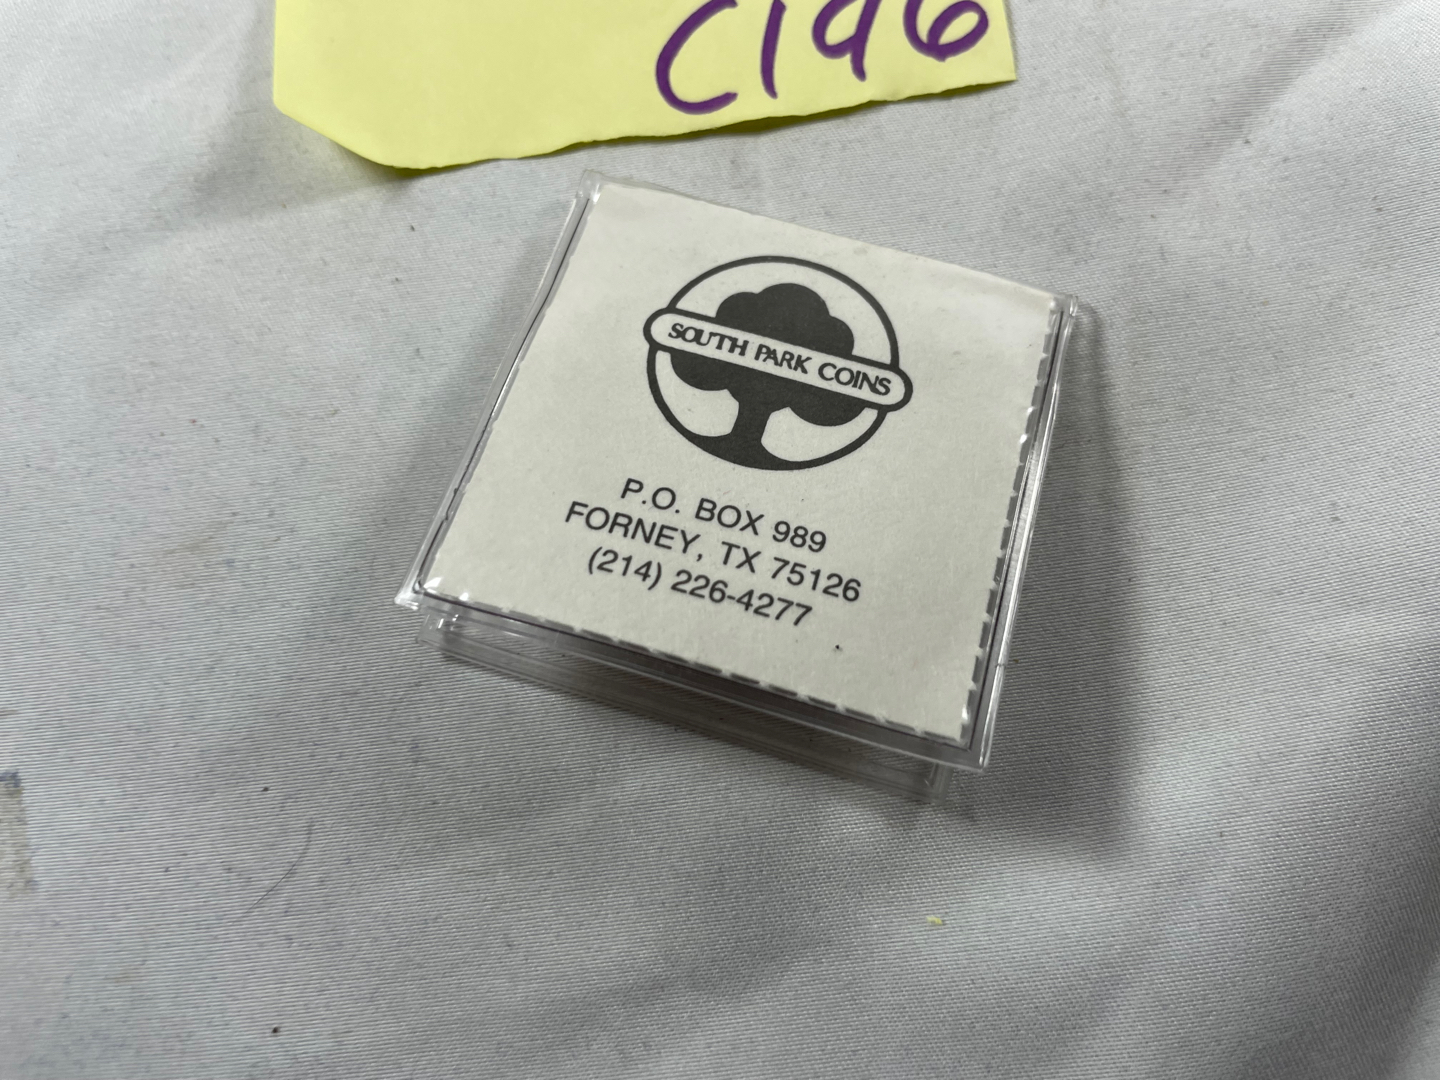 C196
SOUTH PARK COINS
P.O. BOX 989
FORNEY, TX 75126
(214) 226-4277